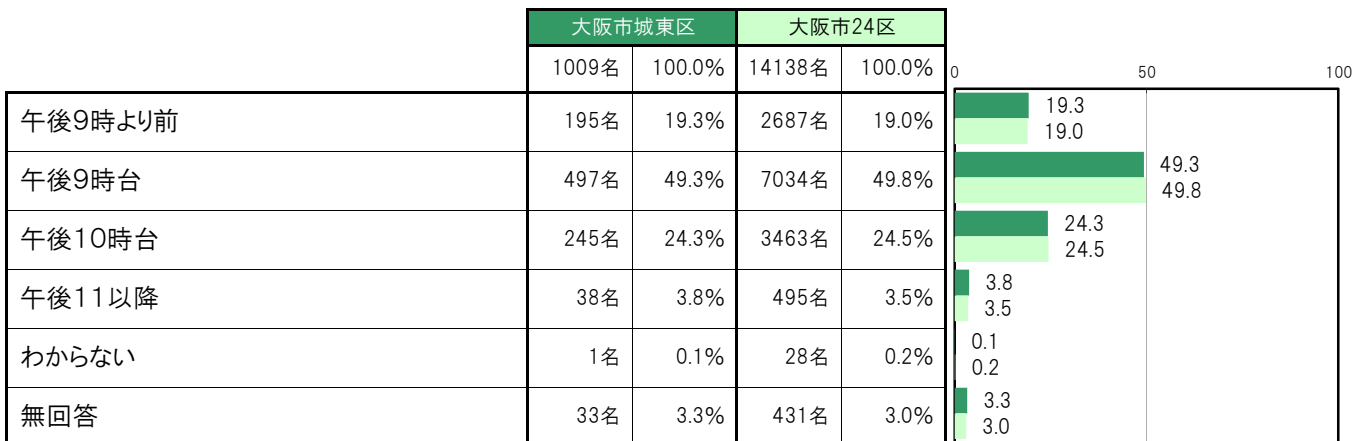 大阪市城東区 大阪市24区
1009名 100.0% 14138名 100.0% 0 50 100
午後9時より前 195名 19.3% 2687名 19.0% 19.3
19.0
午後9時台 497名 49.3% 7034名 49.8% 49.3
49.8
午後10時台 245名 24.3% 3463名 24.5% 24.3
24.5
午後11以降 38名 3.8% 495名 3.5% 3.8
3.5
わからない 1名 0.1% 28名 0.2% 0.1
0.2
無回答 33名 3.3% 431名 3.0% 3.3
3.0